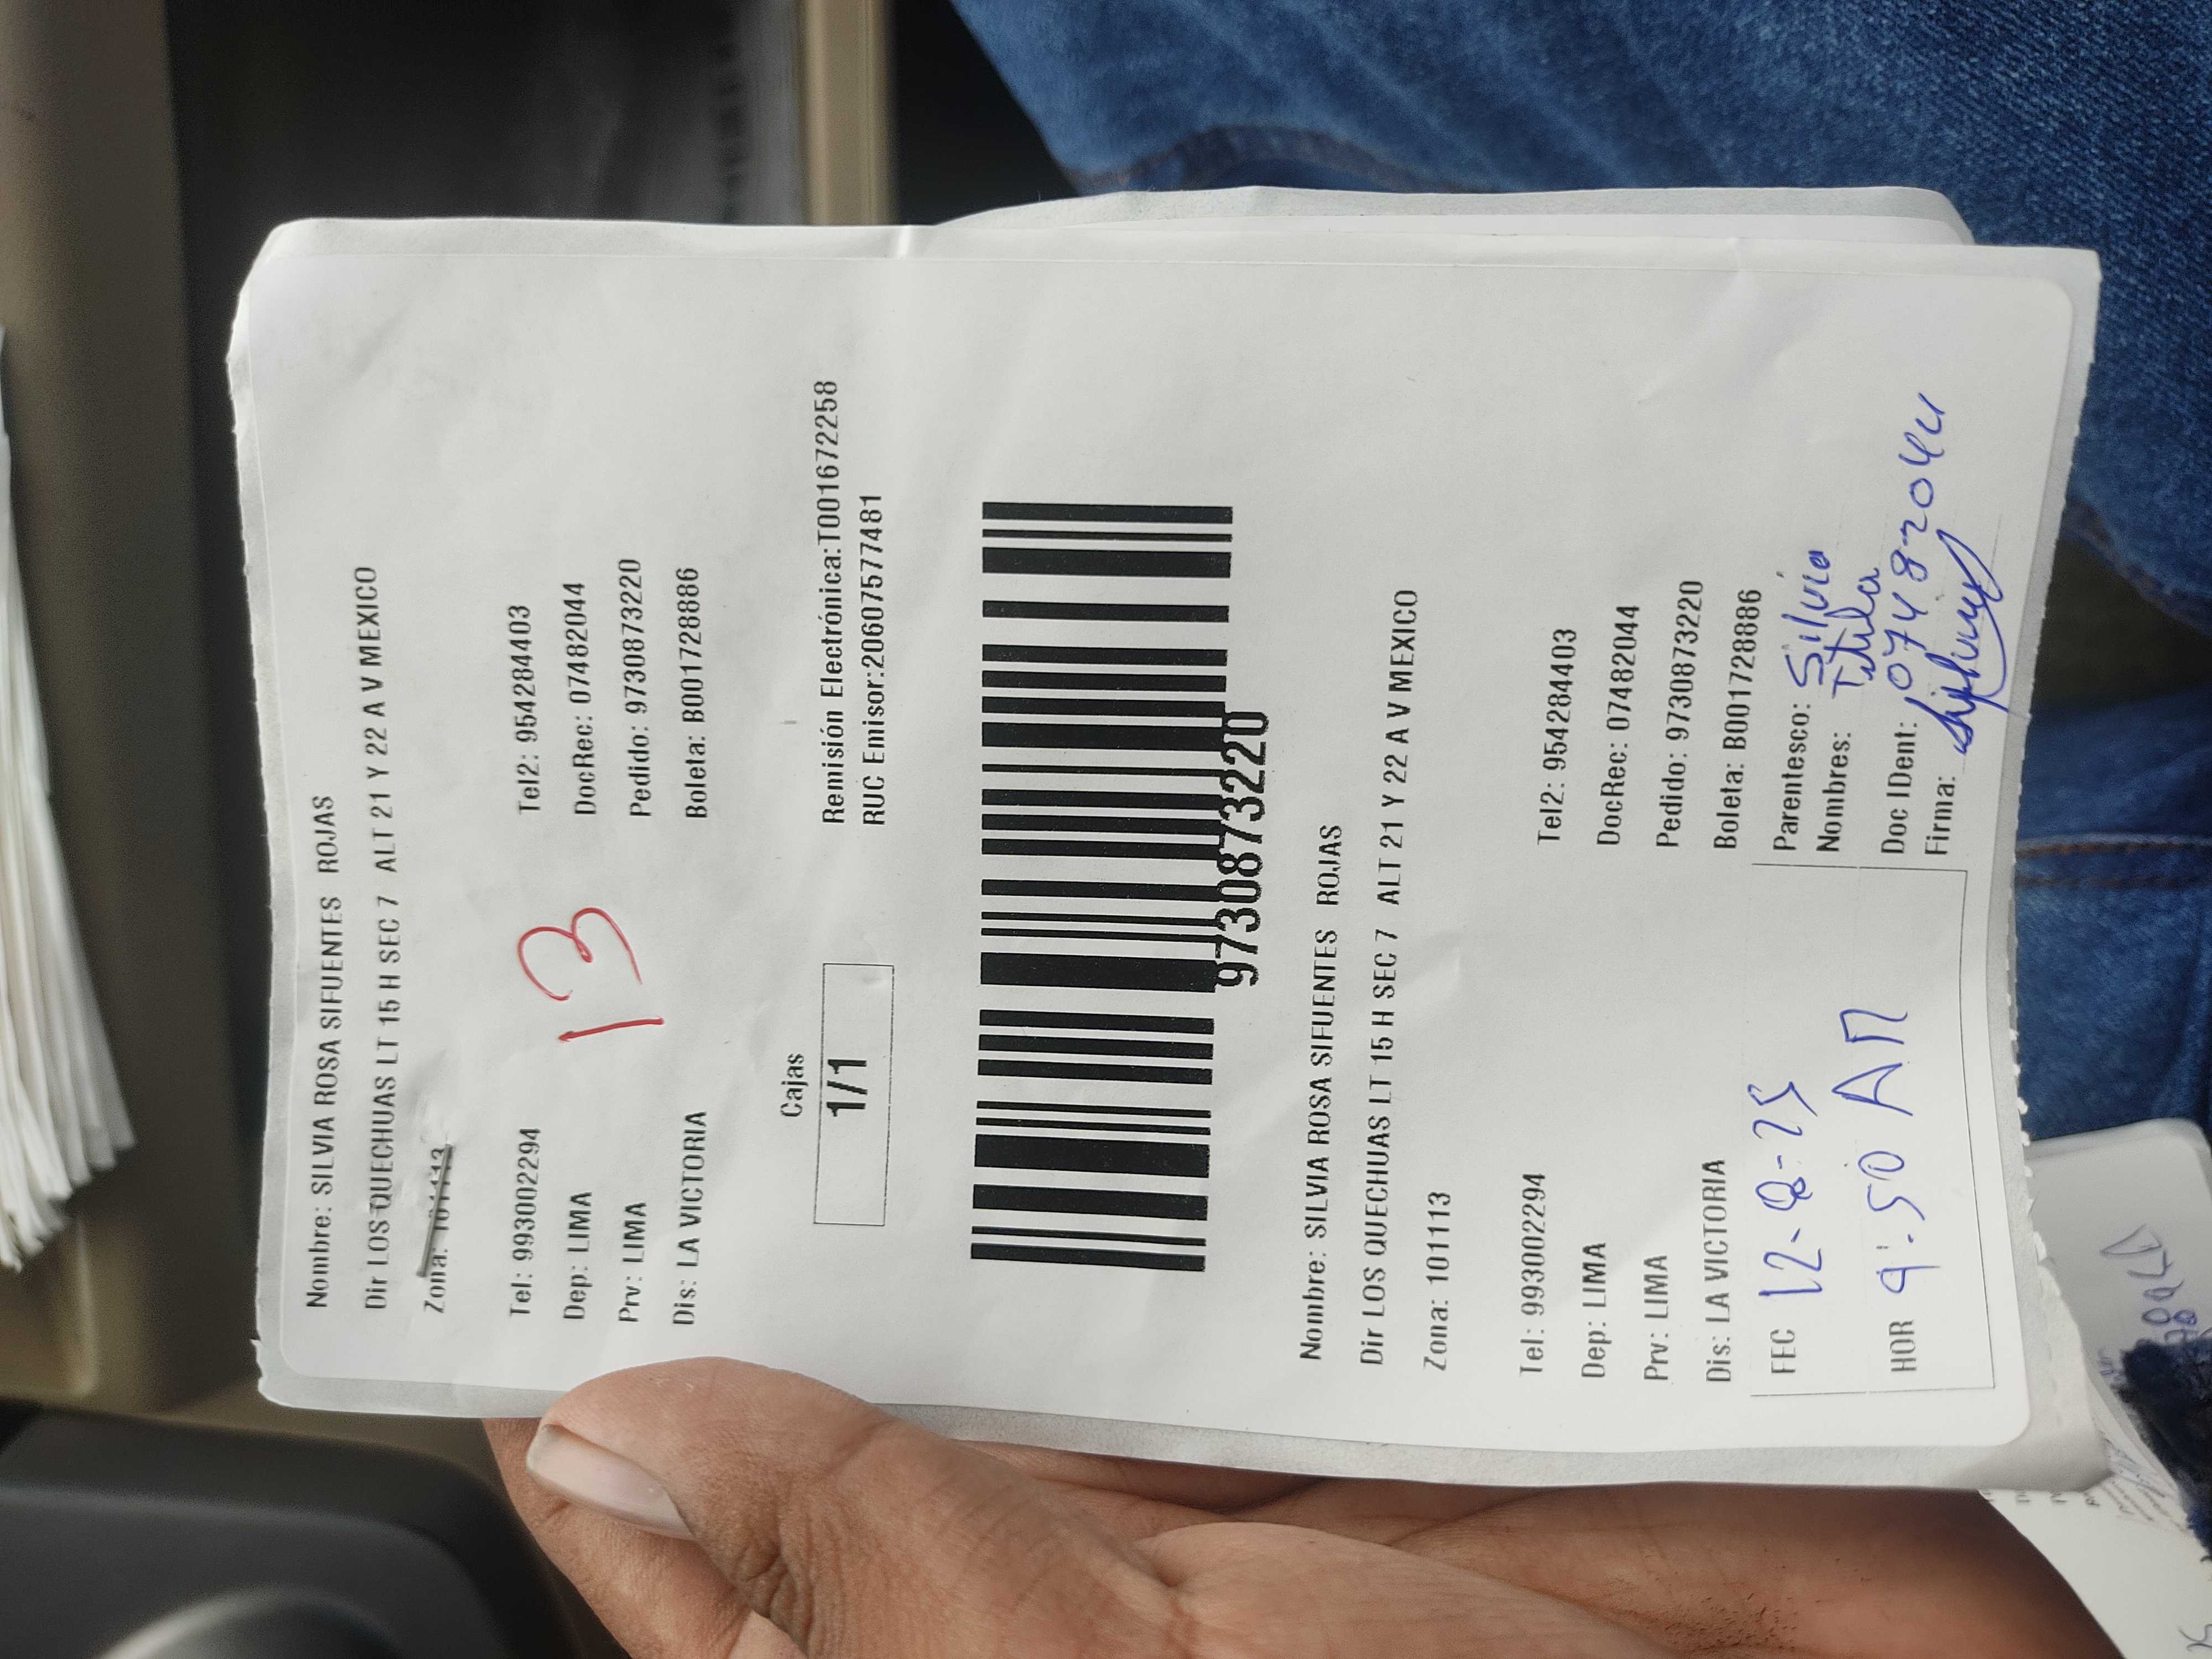 Nombre: SILVIA ROSA SIFUENTES ROJAS
Dir LOS QUECHUAS LT 15 H SEC 7 ALT 21 Y 22 A V MEXICO
Zona: 101113
Tel: 993002294 Tel2: 954284403
Dep: LIMA DocRec: 07482044
Prv: LIMA 13 Pedido: 9730873220
Dis: LA VICTORIA Boleta: B001728886
Cajas
1/1
Remisión Electrónica:T001672258
RUC Emisor:20607577481
9730873220
Nombre: SILVIA ROSA SIFUENTES ROJAS
Dir LOS QUECHUAS LT 15 H SEC 7 ALT 21 Y 22 A V MEXICO
Zona: 101113
Tel: 993002294 Tel2: 954284403
Dep: LIMA DocRec: 07482044
Prv: LIMA Pedido: 9730873220
Dis: LA VICTORIA Boleta: B001728886
FEC 12-8-25
HOR 9:50 AM
Parentesco: Silvia
Nombres: Titular
Doc IDent: 07482044
Firma: